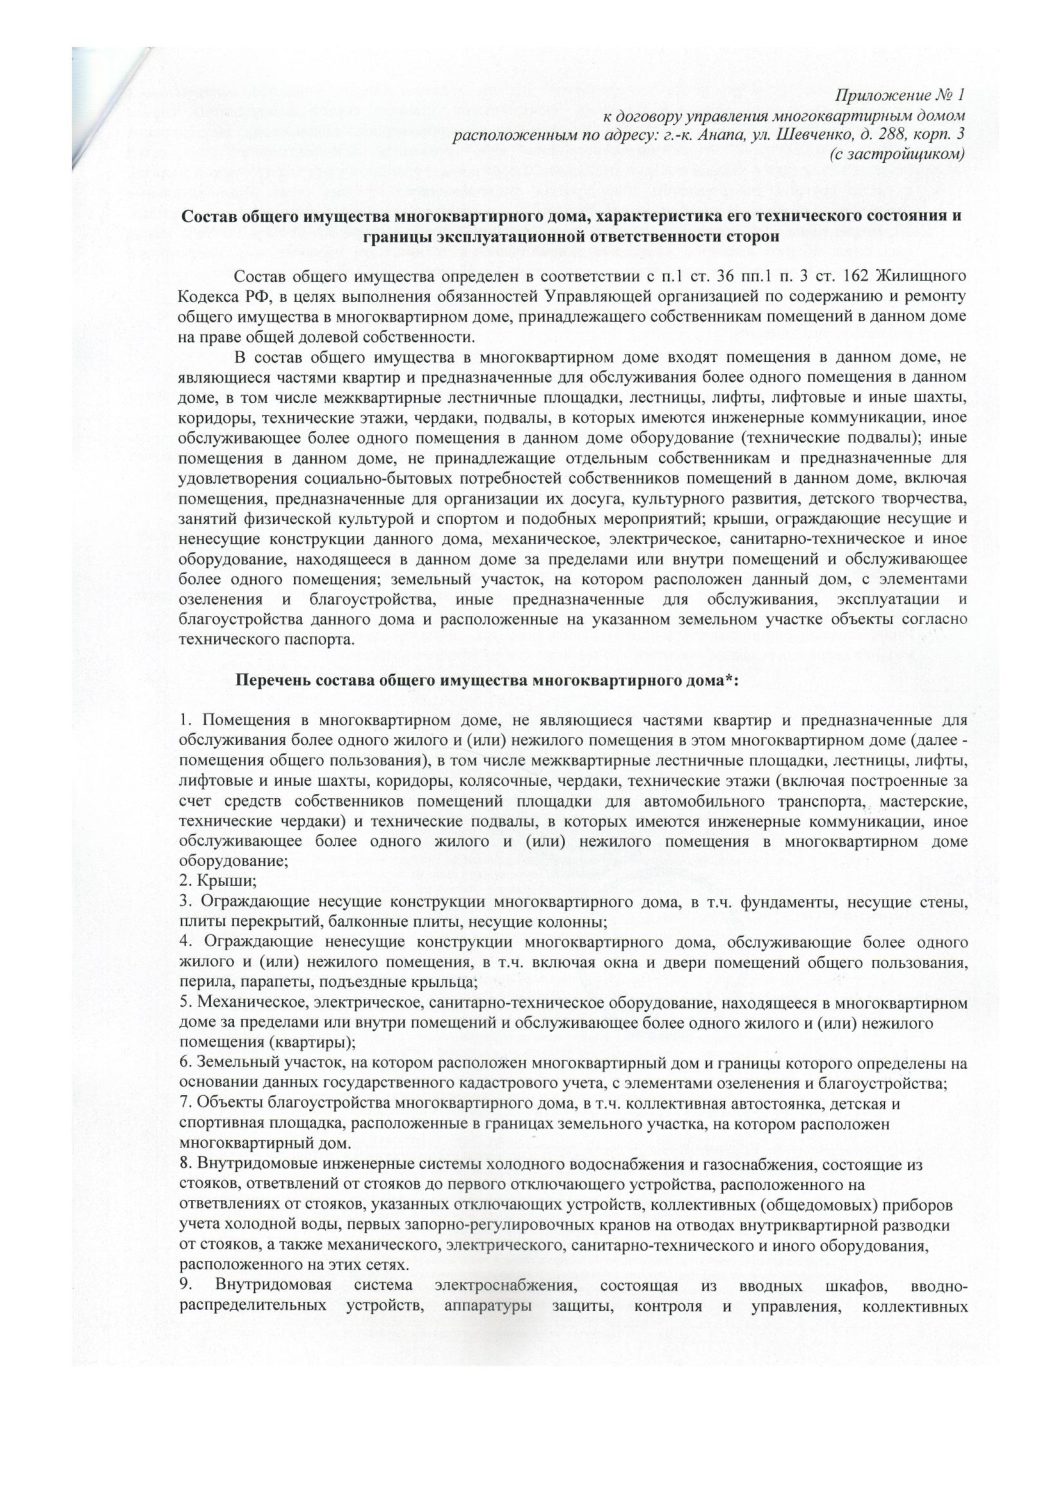 Приложение № 1
к договору управления многоквартирным домом
расположенным по адресу: г.-к. Анапа, ул. Шевченко, д. 288, корп. 3
(с застройщиком)
Состав общего имущества многоквартирного дома, характеристика его технического состояния и
границы эксплуатационной ответственности сторон
Состав общего имущества определен в соответствии с п.1 ст. 36 пп.1 п. 3 ст. 162 Жилищного
Кодекса РФ, в целях выполнения обязанностей Управляющей организацией по содержанию и ремонту
общего имущества в многоквартирном доме, принадлежащего собственникам помещений в данном доме
на праве общей долевой собственности.
В состав общего имущества в многоквартирном доме входят помещения в данном доме, не
являющиеся частями квартир и предназначенные для обслуживания более одного помещения в данном
доме, в том числе межквартирные лестничные площадки, лестницы, лифты, лифтовые и иные шахты,
коридоры, технические этажи, чердаки, подвалы, в которых имеются инженерные коммуникации, иное
обслуживающее более одного помещения в данном доме оборудование (технические подвалы); иные
помещения в данном доме, не принадлежащие отдельным собственникам и предназначенные для
удовлетворения социально-бытовых потребностей собственников помещений в данном доме, включая
помещения, предназначенные для организации их досуга, культурного развития, детского творчества,
занятий физической культурой и спортом и подобных мероприятий; крыши, ограждающие несущие и
ненесущие конструкции данного дома, механическое, электрическое, санитарно-техническое и иное
оборудование, находящееся в данном доме за пределами или внутри помещений и обслуживающее
более одного помещения; земельный участок, на котором расположен данный дом, с элементами
озеленения и благоустройства, иные предназначенные для обслуживания, эксплуатации и
благоустройства данного дома и расположенные на указанном земельном участке объекты согласно
технического паспорта.
Перечень состава общего имущества многоквартирного дома*:
1. Помещения в многоквартирном доме, не являющиеся частями квартир и предназначенные для
обслуживания более одного жилого и (или) нежилого помещения в этом многоквартирном доме (далее -
помещения общего пользования), в том числе межквартирные лестничные площадки, лестницы, лифты,
лифтовые и иные шахты, коридоры, колясочные, чердаки, технические этажи (включая построенные за
счет средств собственников помещений площадки для автомобильного транспорта, мастерские,
технические чердаки) и технические подвалы, в которых имеются инженерные коммуникации, иное
обслуживающее более одного жилого и (или) нежилого помещения в многоквартирном доме
оборудование;
2. Крыши;
3. Ограждающие несущие конструкции многоквартирного дома, в т.ч. фундаменты, несущие стены,
плиты перекрытий, балконные плиты, несущие колонны;
4. Ограждающие ненесущие конструкции многоквартирного дома, обслуживающие более одного
жилого и (или) нежилого помещения, в т.ч. включая окна и двери помещений общего пользования,
перила, парапеты, подъездные крыльца;
5. Механическое, электрическое, санитарно-техническое оборудование, находящееся в многоквартирном
доме за пределами или внутри помещений и обслуживающее более одного жилого и (или) нежилого
помещения (квартиры);
6. Земельный участок, на котором расположен многоквартирный дом и границы которого определены на
основании данных государственного кадастрового учета, с элементами озеленения и благоустройства;
7. Объекты благоустройства многоквартирного дома, в т.ч. коллективная автостоянка, детская и
спортивная площадка, расположенные в границах земельного участка, на котором расположен
многоквартирный дом.
8. Внутридомовые инженерные системы холодного водоснабжения и газоснабжения, состоящие из
стояков, ответвлений от стояков до первого отключающего устройства, расположенного на
ответвлениях от стояков, указанных отключающих устройств, коллективных (общедомовых) приборов
учета холодной воды, первых запорно-регулировочных кранов на отводах внутриквартирной разводки
от стояков, а также механического, электрического, санитарно-технического и иного оборудования,
расположенного на этих сетях.
9. Внутридомовая система электроснабжения, состоящая из вводных шкафов, вводно-
распределительных устройств, аппаратуры защиты, контроля и управления, коллективных